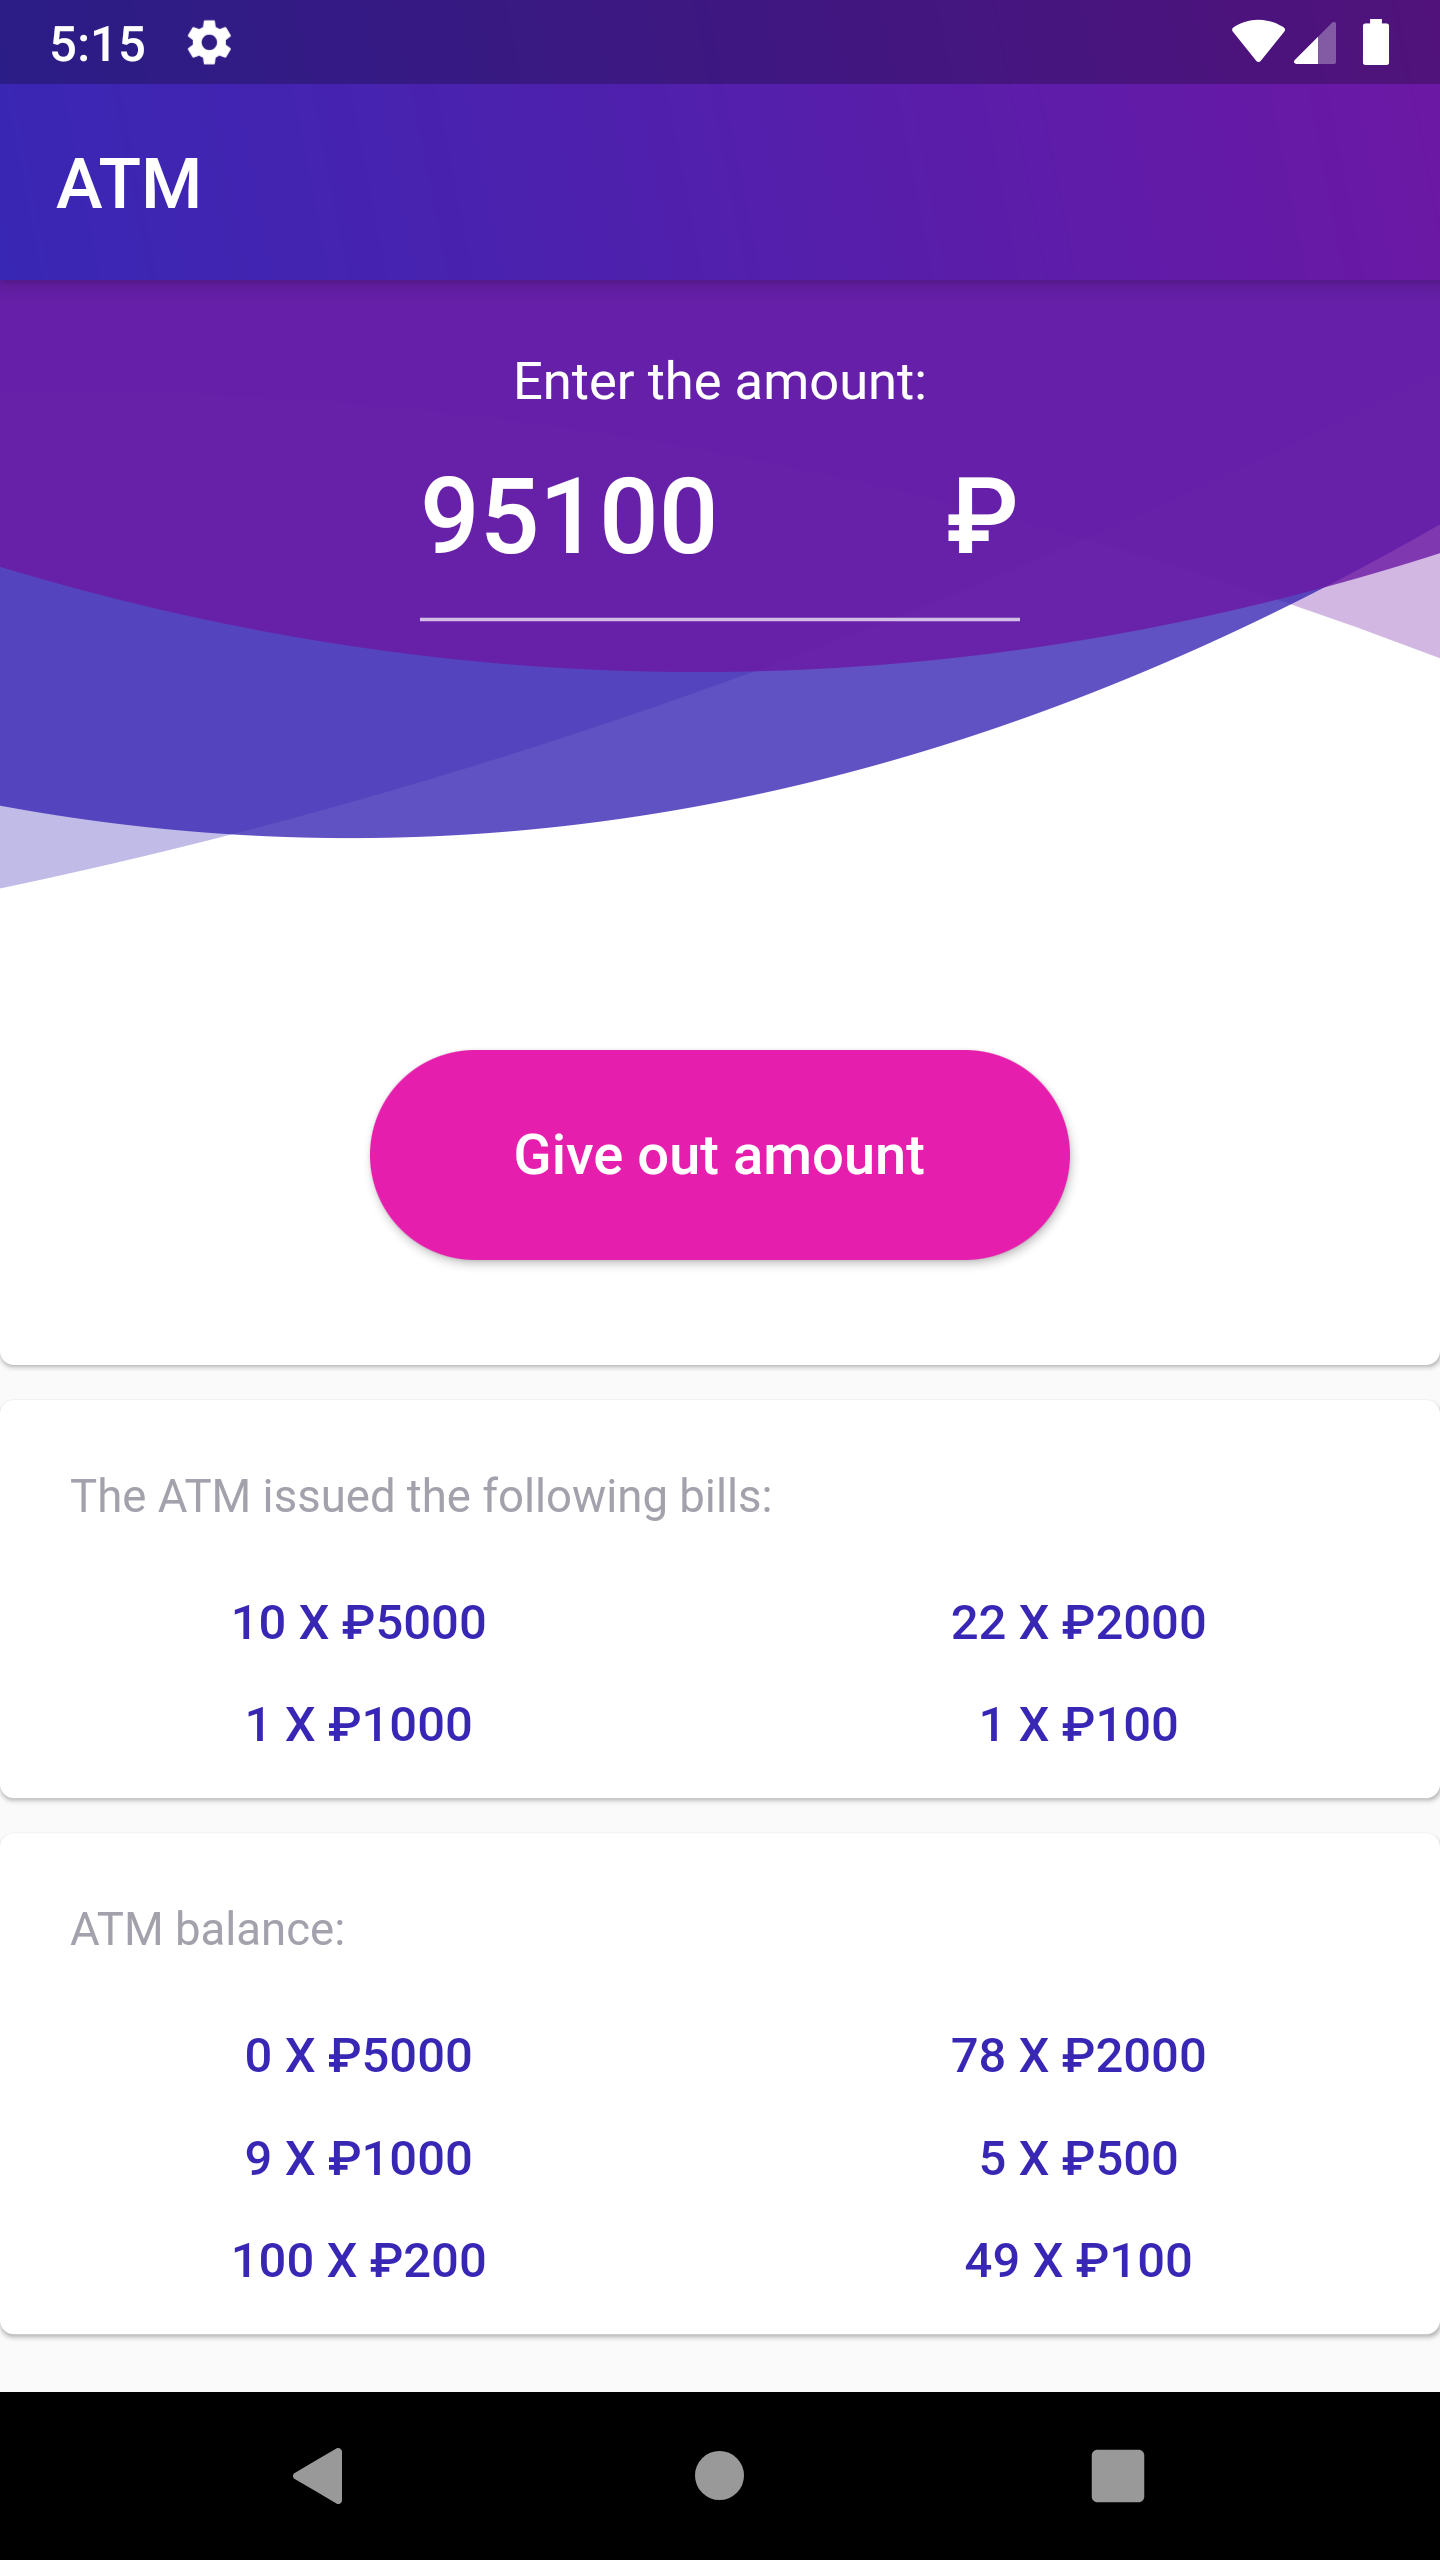 5:15
ATM
Enter the amount:
95100 ₽
Give out amount
The ATM issued the following bills:
10 X ₽5000 22 X ₽2000
1 X ₽1000 1 X ₽100
ATM balance:
0 X ₽5000 78 X ₽2000
9 X ₽1000 5 X ₽500
100 X ₽200 49 X ₽100